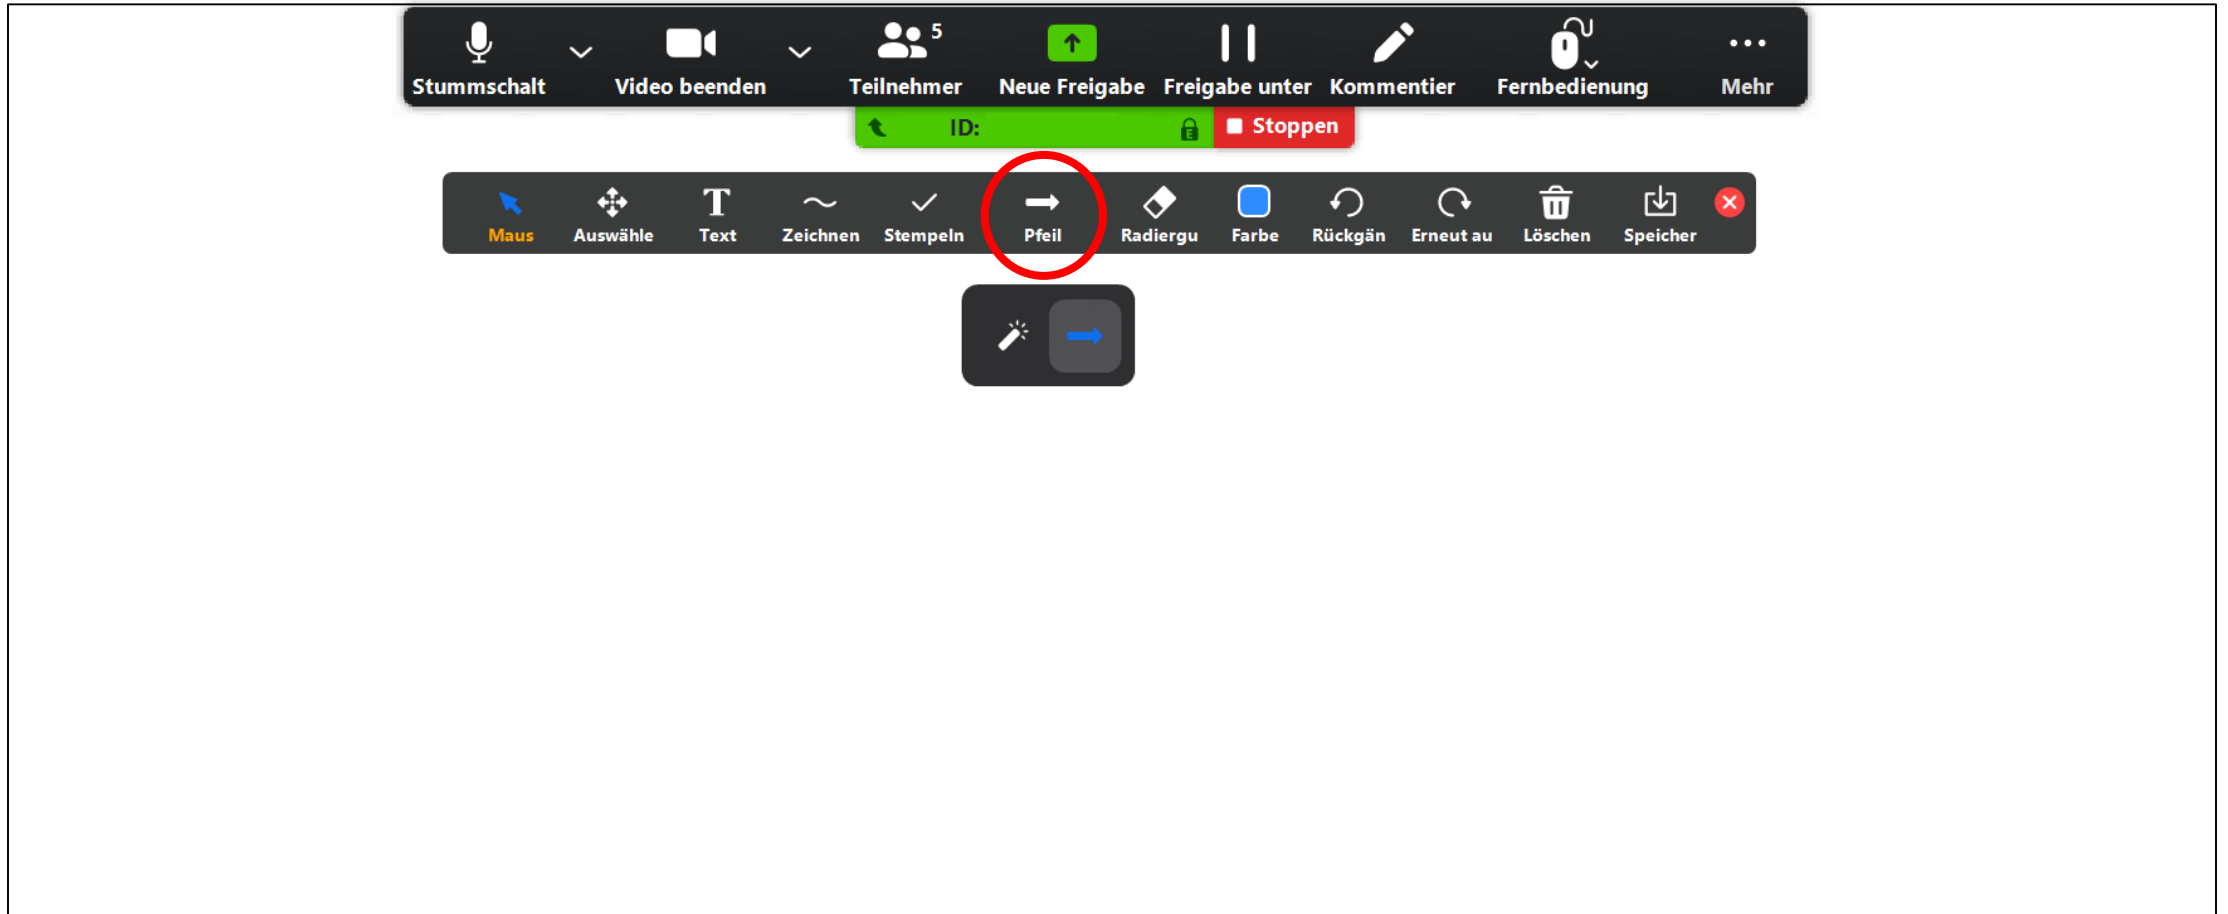 5
Stummschalt Video beenden Teilnehmer Neue Freigabe Freigabe unter Kommentier Fernbedienung Mehr
ID: Stoppen
T
Maus Auswähle Text Zeichnen Stempeln Pfeil Radiergu Farbe Rückgän Erneut au Löschen Speicher